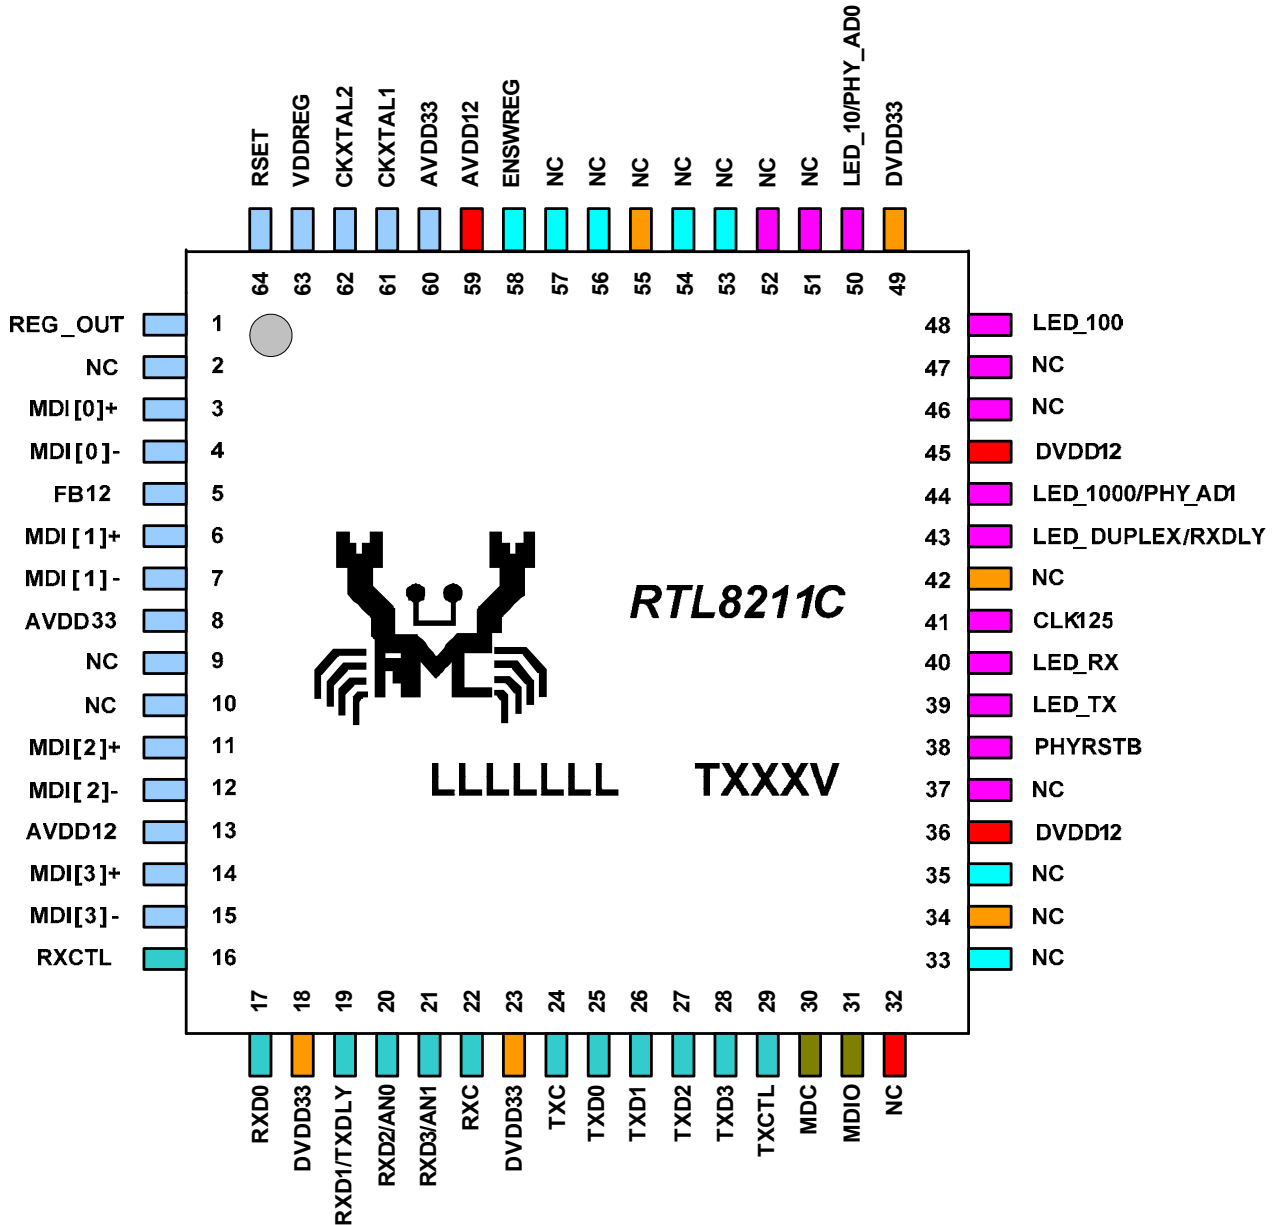 RSET
VDDREG
CKXTAL2
CKXTAL1
AVDD33
AVDD12
ENSWREG
NC
NC
NC
NC
NC
NC
NC
LED_10/PHY_AD0
DVDD33
64 63 62 61 60 59 58 57 56 55 54 53 52 51 50 49
REG_OUT 1
NC 2
MDI[0]+ 3
MDI[0]- 4
FB12 5
MDI[1]+ 6
MDI[1]- 7
AVDD33 8
NC 9
NC 10
MDI[2]+ 11
MDI[2]- 12
AVDD12 13
MDI[3]+ 14
MDI[3]- 15
RXCTL 16
RTL8211C
LLLLLLL TXXXV
48 LED_100
47 NC
46 NC
45 DVDD12
44 LED_1000/PHY_AD1
43 LED_DUPLEX/RXDLY
42 NC
41 CLK125
40 LED_RX
39 LED_TX
38 PHYRSTB
37 NC
36 DVDD12
35 NC
34 NC
33 NC
17 18 19 20 21 22 23 24 25 26 27 28 29 30 31 32
RXD0
DVDD33
RXD1/TXDLY
RXD2/AN0
RXD3/AN1
RXC
DVDD33
TXC
TXD0
TXD1
TXD2
TXD3
TXCTL
MDC
MDIO
NC